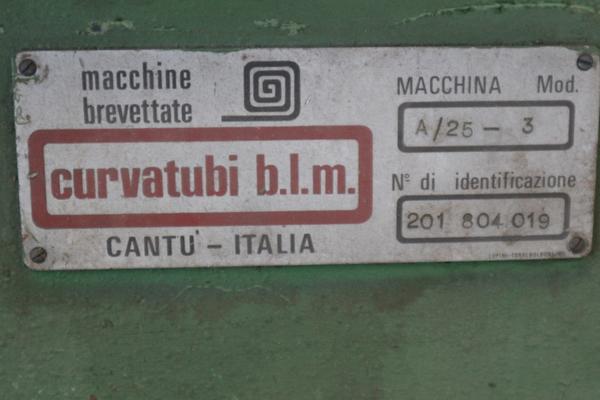 macchine
brevettate
curvatubi b.l.m.
CANTU' - ITALIA
MACCHINA Mod.
A/25 - 3
N° di identificazione
201 804.019